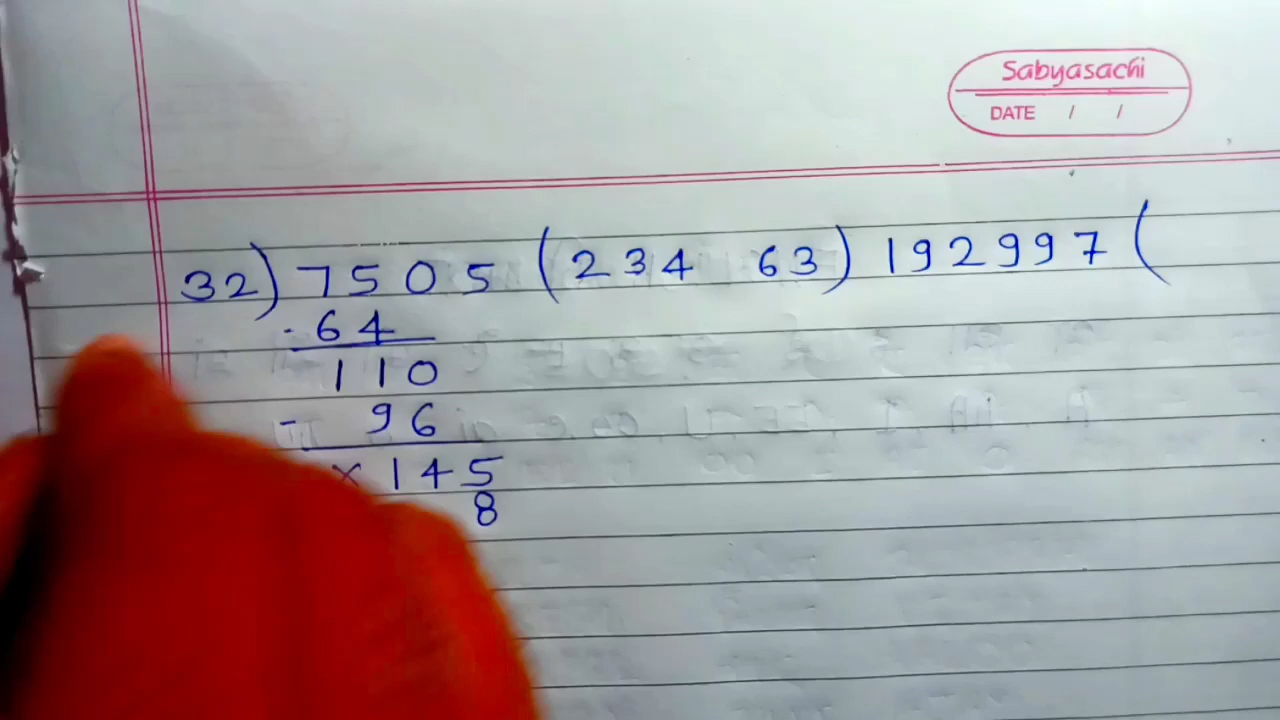 Sabyasachi
DATE / /
32) 7505 (234 63) 192997 (
- 64
110
- 96
× 145
8